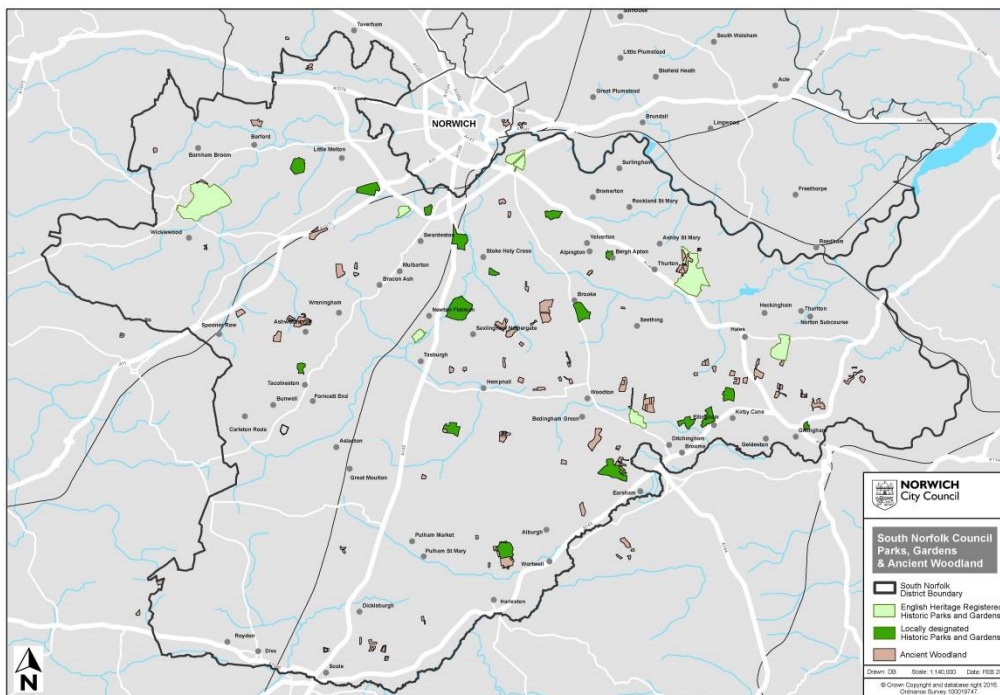 Taverham
South Walsham
Little Plumstead
Blofield Heath
Acle
Great Plumstead
Brundall
Lingwood
NORWICH
Barford
Barnham Broom
Little Melton
Surlingham
Bramerton
Rockland St Mary
Freethorpe
Wicklewood
Swardeston
Stoke Holy Cross
Yelverton
Alpington
Bergh Apton
Ashby St Mary
Reedham
Mulbarton
Bracon Ash
Thurton
Wreningham
Brooke
Heckingham
Thurlton
Norton Subcourse
Spooner Row
Newton Flotman
Saxlingham Nethergate
Seething
Hales
Tasburgh
Tacolneston
Hempnall
Woodton
Bunwell
Forncett End
Bedingham Green
Kirby Cane
Carleton Rode
Ditchingham
Broome
Geldeston
Gillingham
Aslacton
Great Moulton
Earsham
Pulham Market
Pulham St Mary
Alburgh
Wortwell
Harleston
Dickleburgh
Roydon
Diss
Scole
N
NORWICH
City Council
South Norfolk Council
Parks, Gardens
& Ancient Woodland
South Norfolk
District Boundary
English Heritage Registered
Historic Parks and Gardens
Locally designated
Historic Parks and Gardens
Ancient Woodland
Drawn: DB Scale: 1:140,000 Date: FEB 20
© Crown Copyright and database right 2016.
Ordnance Survey 100019747.